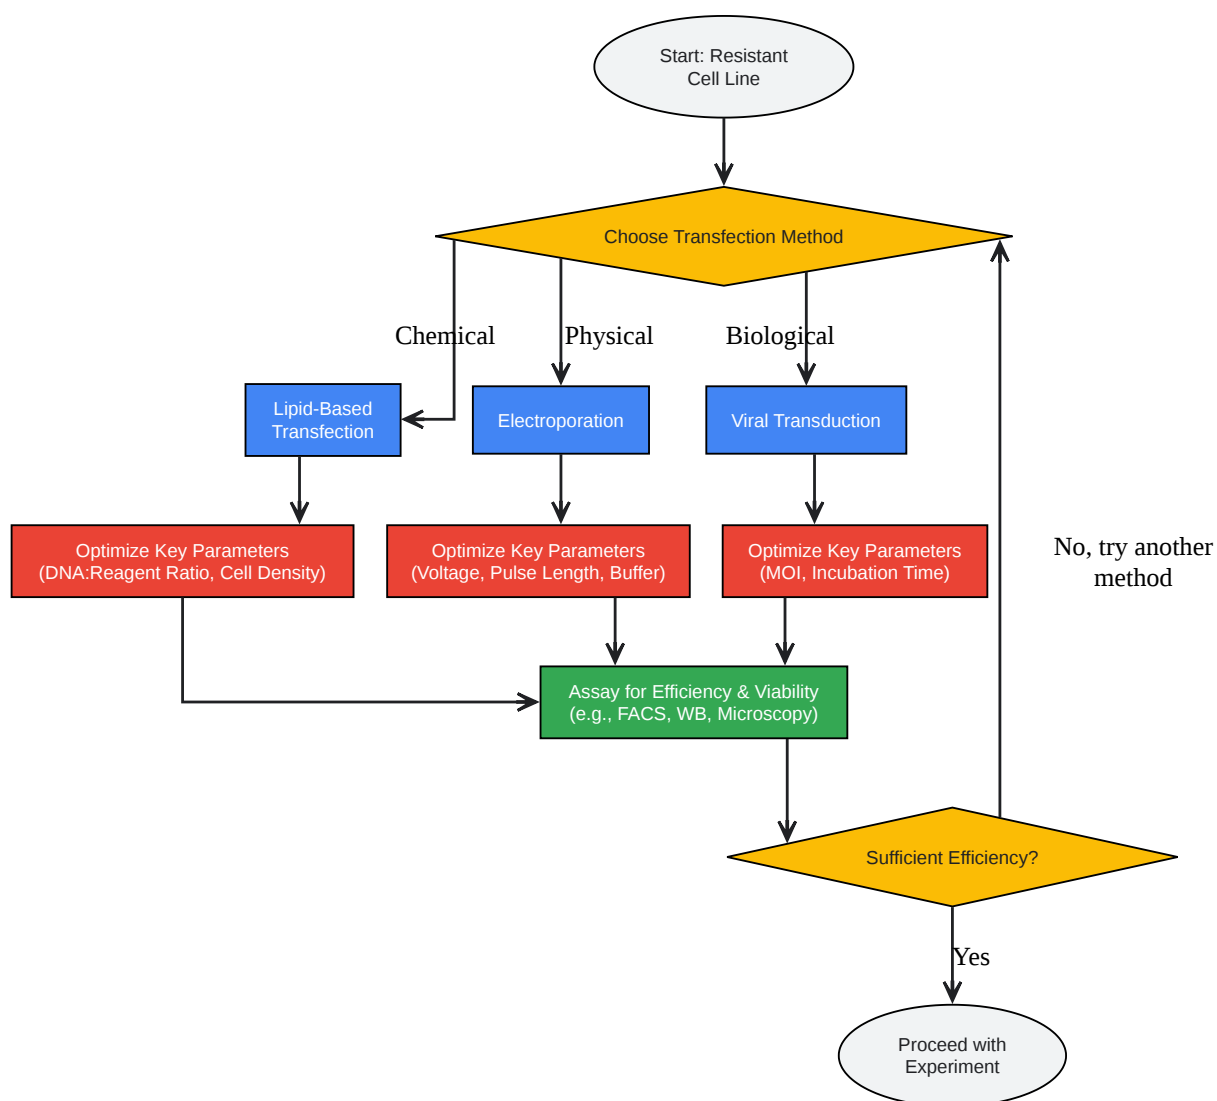 Start: Resistant
Cell Line
Choose Transfection Method
Chemical
Physical
Biological
Lipid-Based
Transfection
Electroporation
Viral Transduction
Optimize Key Parameters
(DNA:Reagent Ratio, Cell Density)
Optimize Key Parameters
(Voltage, Pulse Length, Buffer)
Optimize Key Parameters
(MOI, Incubation Time)
No, try another
method
Assay for Efficiency & Viability
(e.g., FACS, WB, Microscopy)
Sufficient Efficiency?
Yes
Proceed with
Experiment